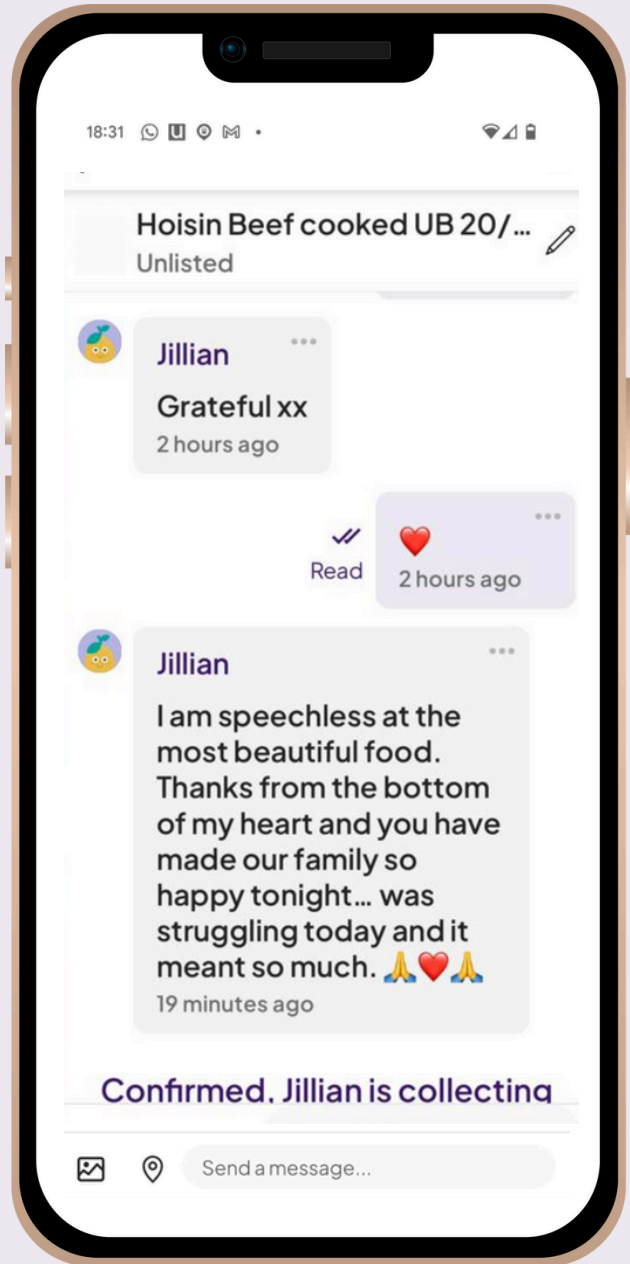 18:31
Hoisin Beef cooked UB 20/...
Unlisted
Jillian
Grateful xx
2 hours ago
❤️
Read
2 hours ago
Jillian
I am speechless at the
most beautiful food.
Thanks from the bottom
of my heart and you have
made our family so
happy tonight... was
struggling today and it
meant so much. 🙏❤️🙏
19 minutes ago
Confirmed, Jillian is collecting
Send a message...